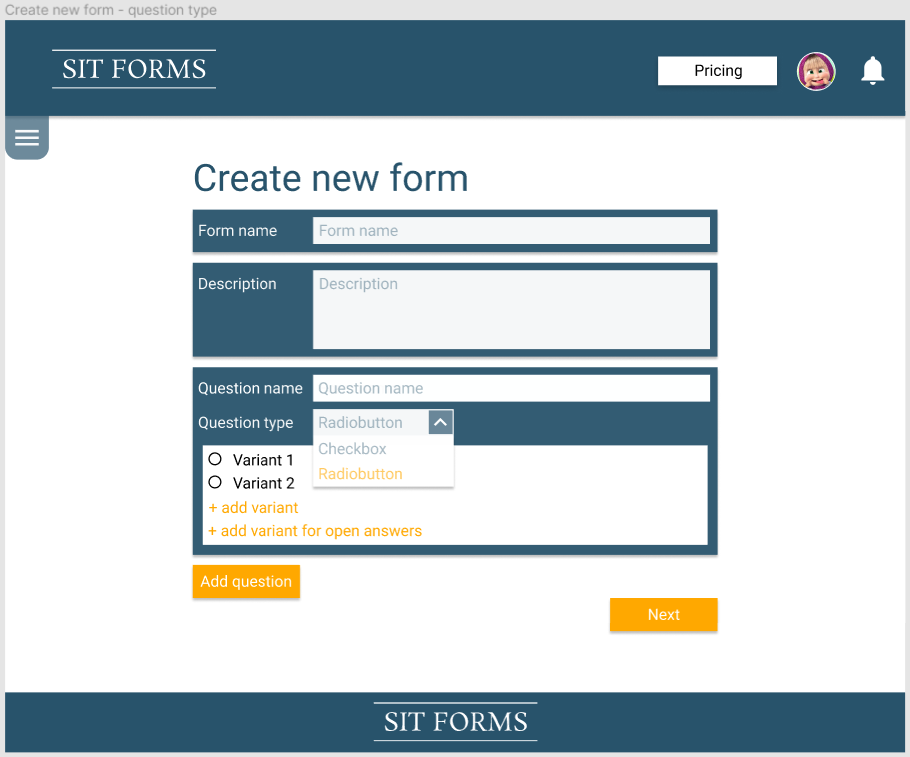 Create new form - question type
SIT FORMS
Pricing
Create new form
Form name Form name
Description Description
Question name Question name
Question type Radiobutton
Checkbox
Radiobutton
Variant 1
Variant 2
+ add variant
+ add variant for open answers
Add question
Next
SIT FORMS